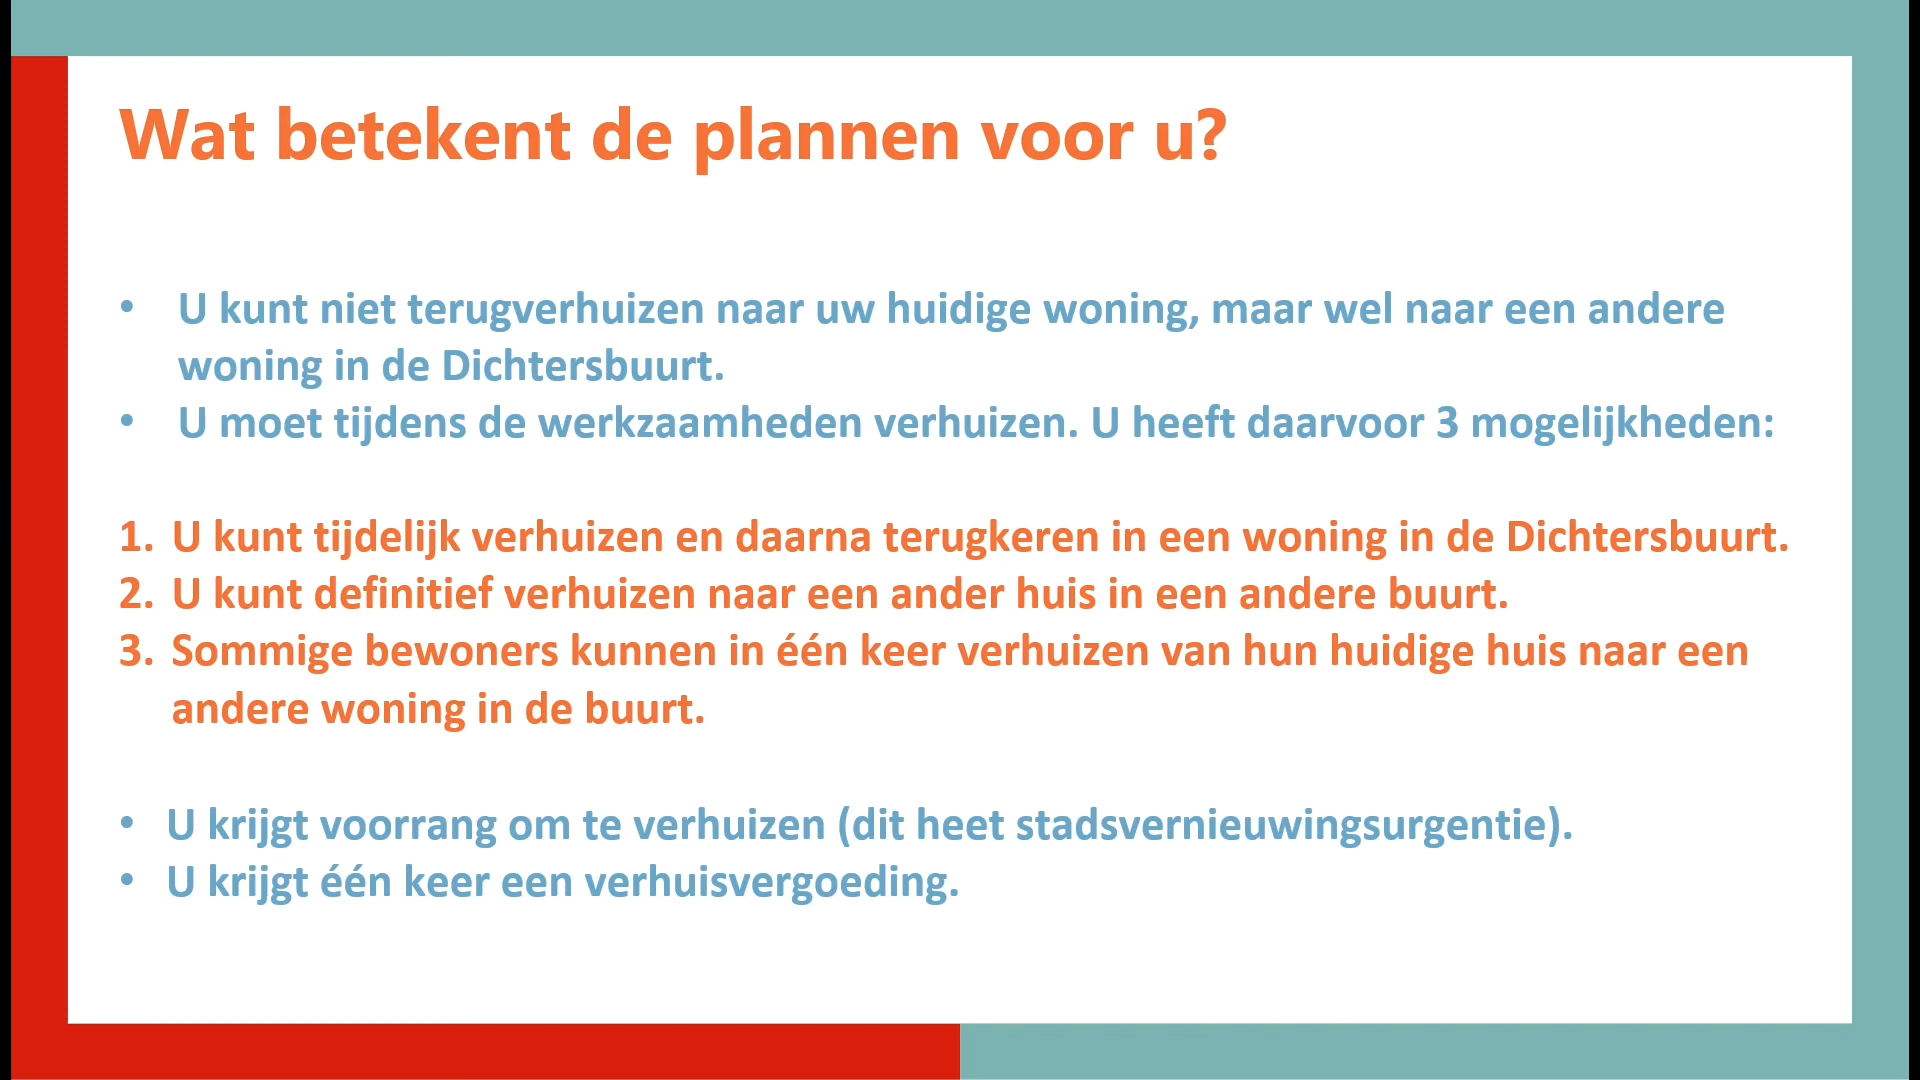 Wat betekent de plannen voor u?
• U kunt niet terugverhuizen naar uw huidige woning, maar wel naar een andere
woning in de Dichtersbuurt.
• U moet tijdens de werkzaamheden verhuizen. U heeft daarvoor 3 mogelijkheden:
1. U kunt tijdelijk verhuizen en daarna terugkeren in een woning in de Dichtersbuurt.
2. U kunt definitief verhuizen naar een ander huis in een andere buurt.
3. Sommige bewoners kunnen in één keer verhuizen van hun huidige huis naar een
andere woning in de buurt.
• U krijgt voorrang om te verhuizen (dit heet stadsvernieuwingsurgentie).
• U krijgt één keer een verhuisvergoeding.